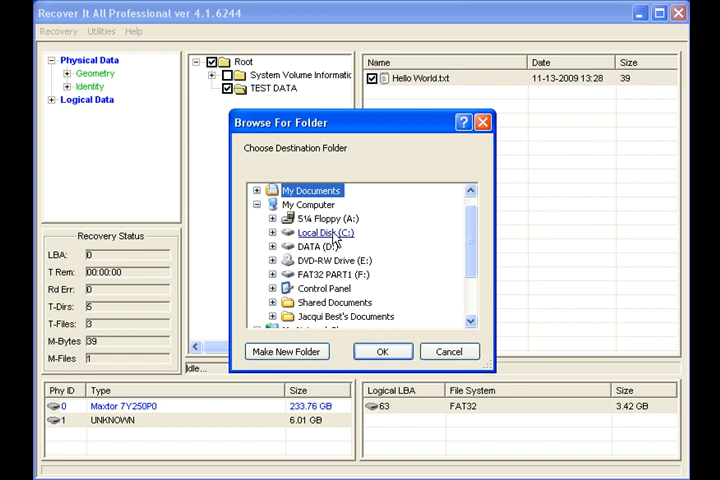 Recover It All Professional ver 4.1.6244
Recovery Utilities Help
Physical Data
Geometry
Identity
Logical Data
Root
System Volume Informatic
TEST DATA
Name Date Size
Hello World.txt 11-13-2009 13:28 39
Browse For Folder
Choose Destination Folder
My Documents
My Computer
5¼ Floppy (A:)
Local Disk (C:)
DATA (D:)
DVD-RW Drive (E:)
FAT32 PART1 (F:)
Control Panel
Shared Documents
Jacqui Best's Documents
Make New Folder OK Cancel
Recovery Status
LBA: 0
T Rem: 00:00:00
Rd Err: 0
T-Dirs: 5
T-Files: 3
M-Bytes 39
M-Files 1
Idle...
Phy ID Type Size
0 Maxtor 7Y250P0 233.76 GB
1 UNKNOWN 6.01 GB
Logical LBA File System Size
63 FAT32 3.42 GB